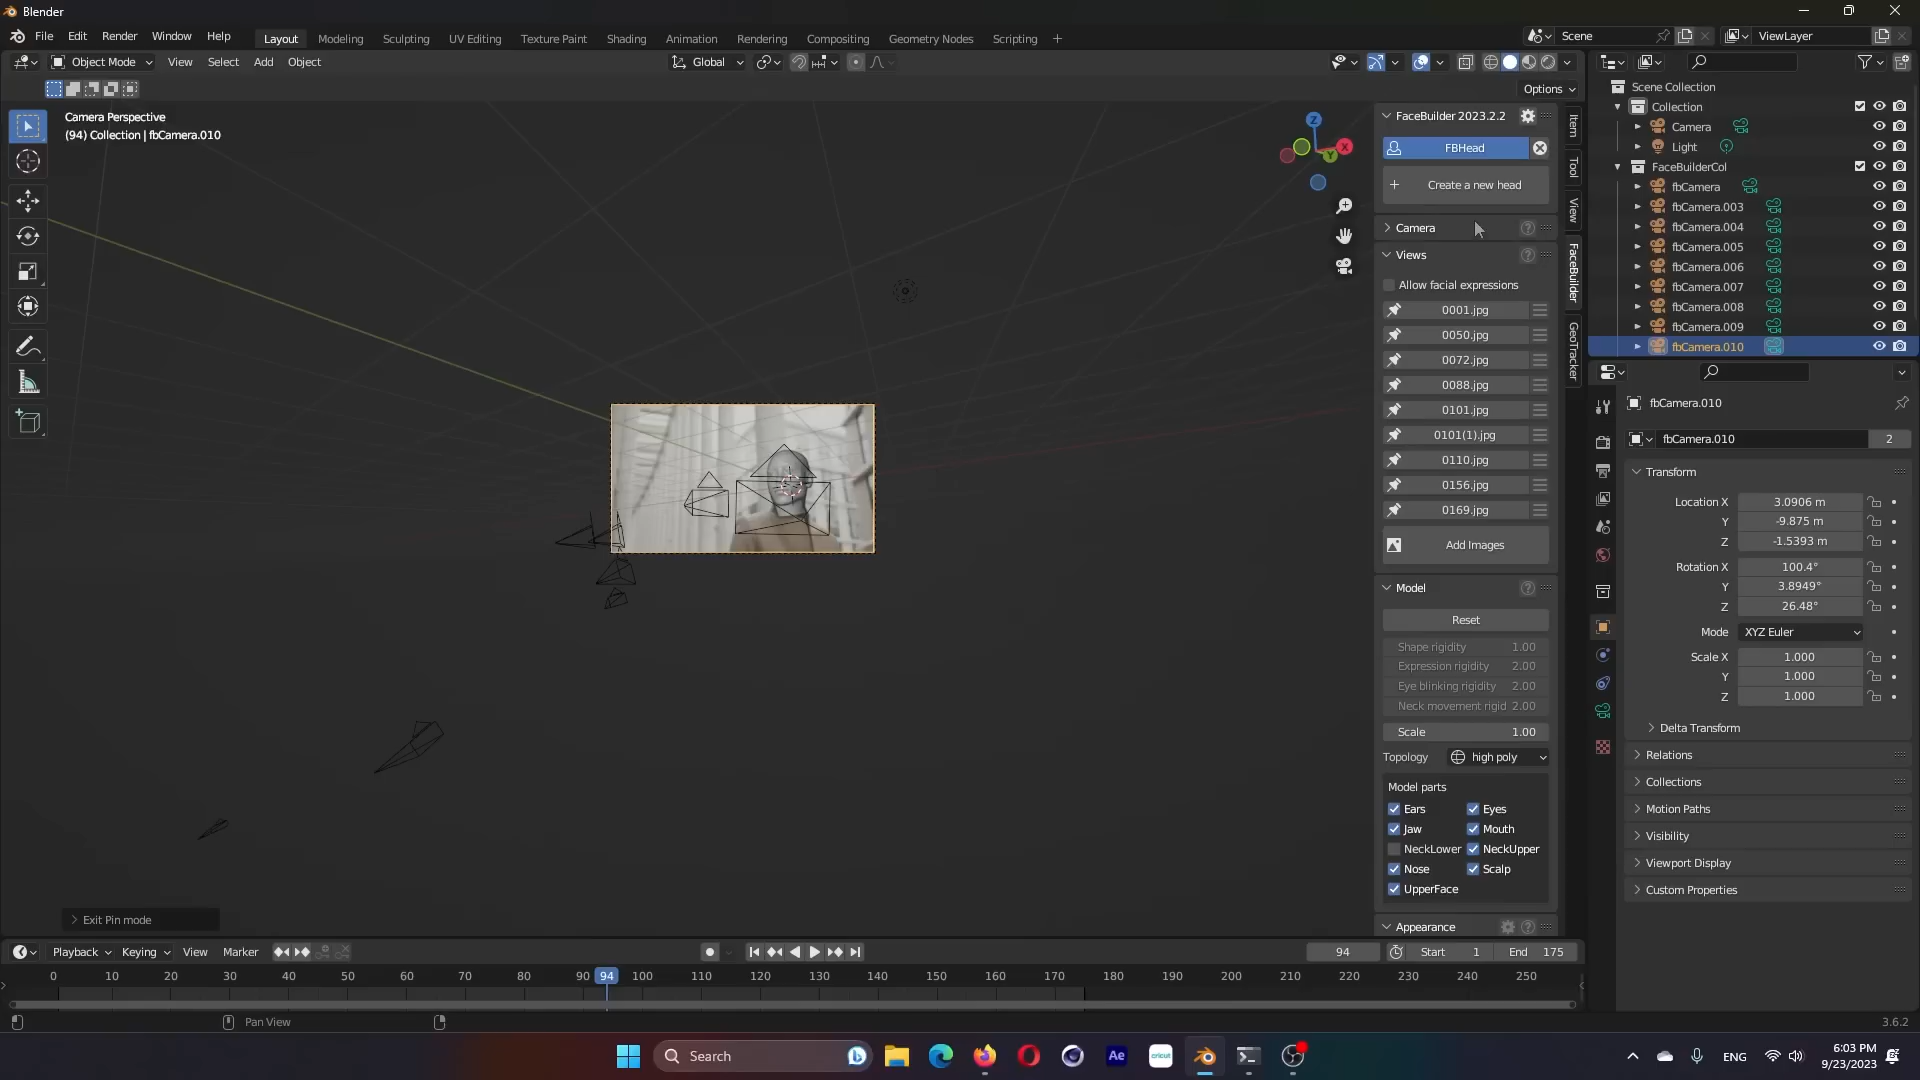 Blender
File Edit Render Window Help Layout Modeling Sculpting UV Editing Texture Paint Shading Animation Rendering Compositing Geometry Nodes Scripting + Scene ViewLayer
Object Mode View Select Add Object Global
Options
Camera Perspective
(94) Collection | fbCamera.010
Z
X
Y
FaceBuilder 2023.2.2
FBHead
+ Create a new head
Camera
Views
Allow facial expressions
0001.jpg
0050.jpg
0072.jpg
0088.jpg
0101.jpg
0101(1).jpg
0110.jpg
0156.jpg
0169.jpg
Add Images
Model
Reset
Shape rigidity 1.00
Expression rigidity 2.00
Eye blinking rigidity 2.00
Neck movement rigid 2.00
Scale 1.00
Topology high poly
Model parts
Ears Eyes
Jaw Mouth
NeckLower NeckUpper
Nose Scalp
UpperFace
Appearance
Item
Tool
View
FaceBuilder
GeoTracker
Scene Collection
Collection
Camera
Light
FaceBuilderCol
fbCamera
fbCamera.003
fbCamera.004
fbCamera.005
fbCamera.006
fbCamera.007
fbCamera.008
fbCamera.009
fbCamera.010
fbCamera.010
fbCamera.010 2
Transform
Location X 3.0906 m
Y -9.875 m
Z -1.5393 m
Rotation X 100.4°
Y 3.8949°
Z 26.48°
Mode XYZ Euler
Scale X 1.000
Y 1.000
Z 1.000
Delta Transform
Relations
Collections
Motion Paths
Visibility
Viewport Display
Custom Properties
Exit Pin mode
Playback Keying View Marker 94 Start 1 End 175
0 10 20 30 40 50 60 70 80 90 94 100 110 120 130 140 150 160 170 180 190 200 210 220 230 240 250
Pan View 3.6.2
Search Ae cricut ENG 6:03 PM
9/23/2023